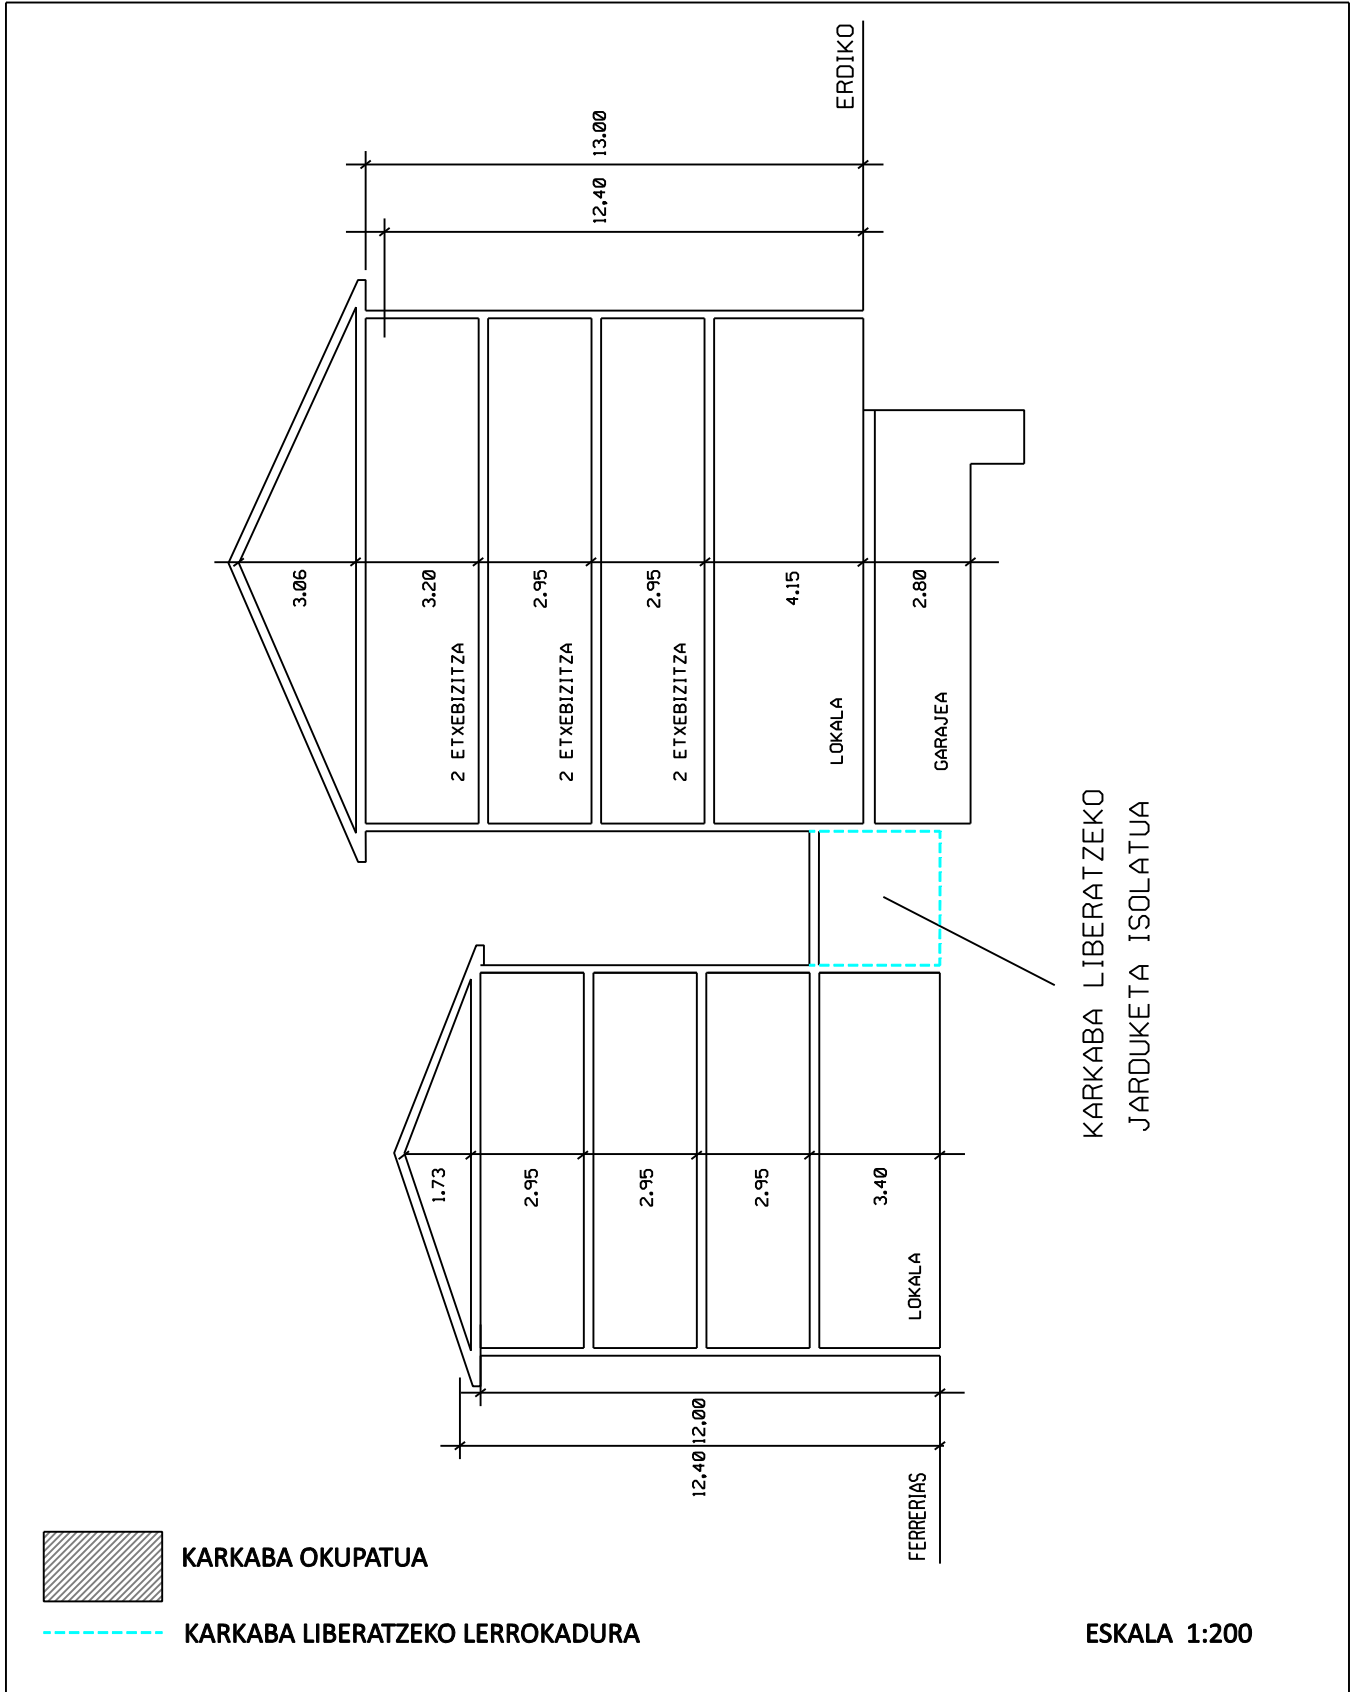 ERDIKO
13.00
12.40
3.06
3.20
2.95
2.95
4.15
2.80
2 ETXEBIZITZA
2 ETXEBIZITZA
2 ETXEBIZITZA
LOKALA
GARAJEA
KARKABA LIBERATZEKO
JARDUKETA ISOLATUA
1.73
2.95
2.95
2.95
3.40
LOKALA
12.00
12.40
FERRERIAS
KARKABA OKUPATUA
KARKABA LIBERATZEKO LERROKADURA
ESKALA 1:200